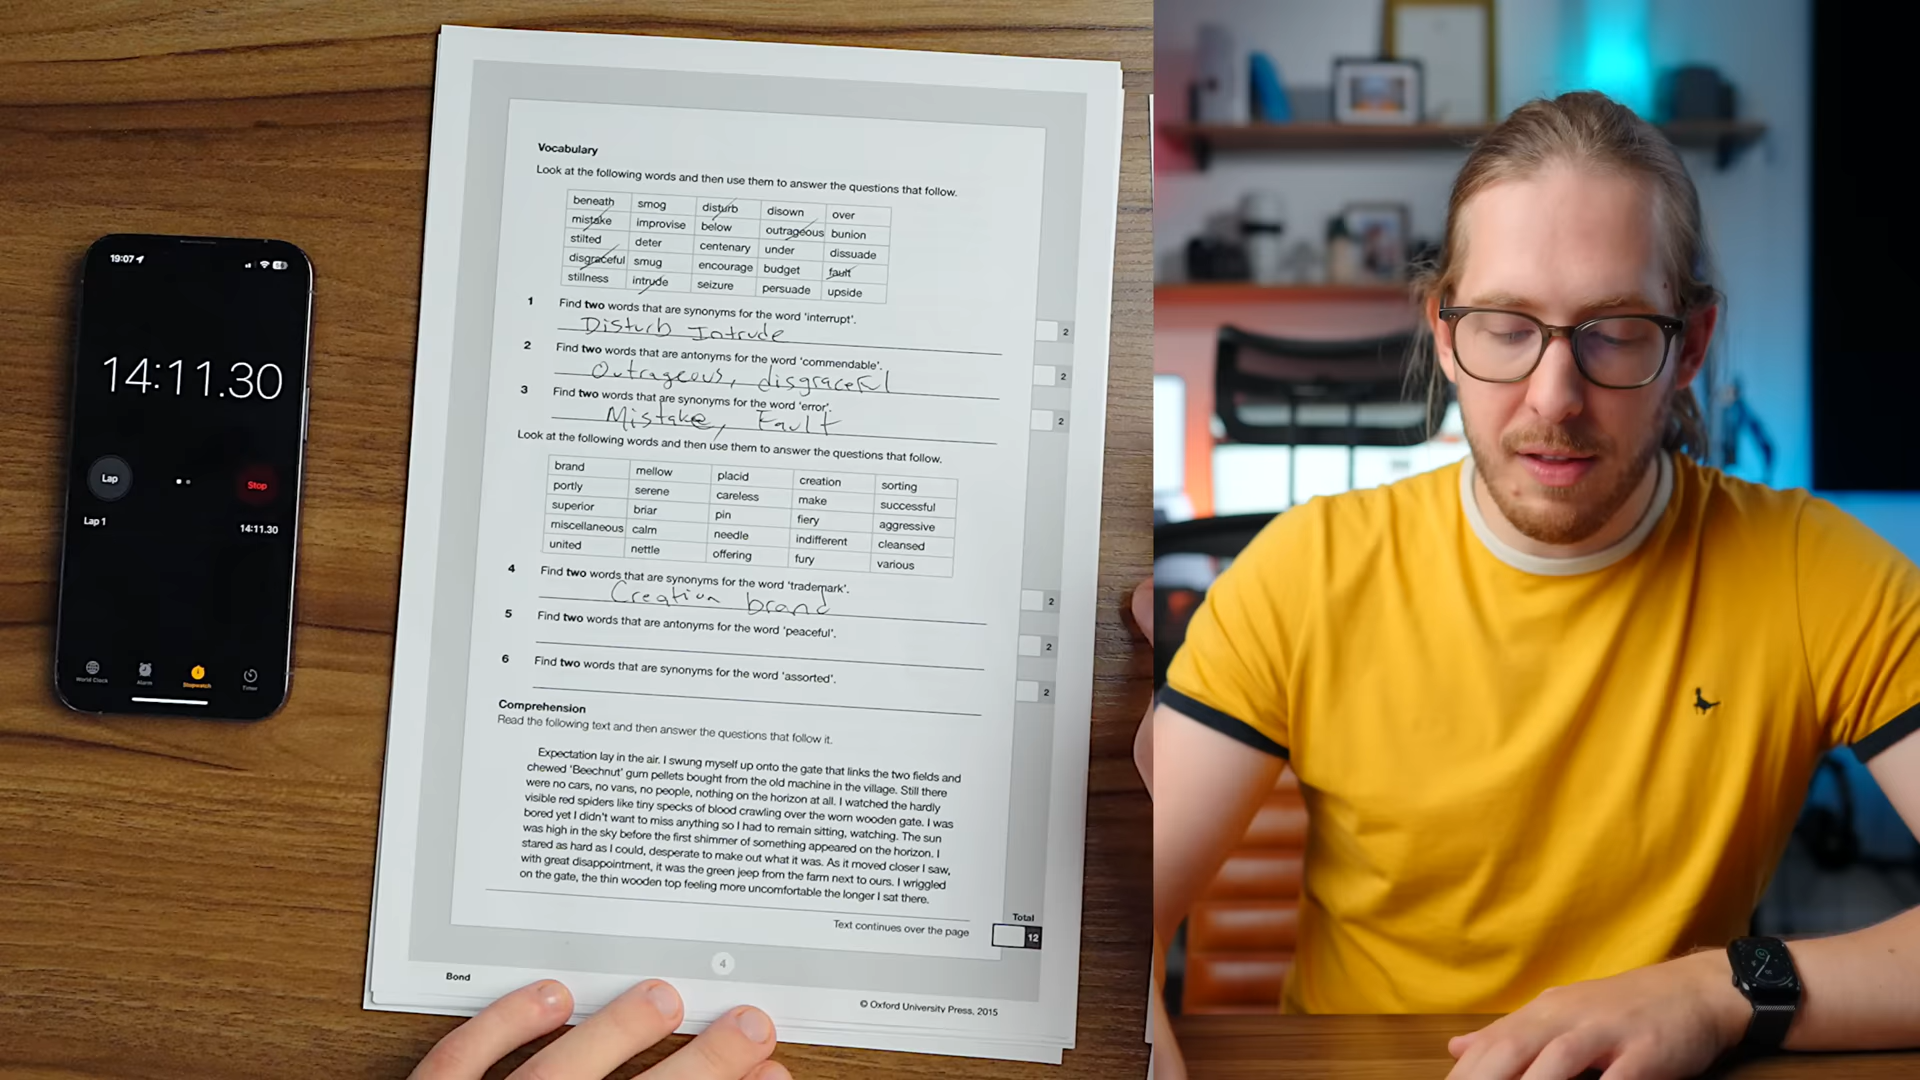 19:07
14:11.30
Lap
Stop
Lap 1
14:11.30
World Clock
Alarm
Stopwatch
Timer
Vocabulary
Look at the following words and then use them to answer the questions that follow.
beneath smog disturb disown over
mistake improvise below outrageous bunion
stilted deter centenary under dissuade
disgraceful smug encourage budget fault
stillness intrude seizure persuade upside
1 Find two words that are synonyms for the word 'interrupt'.
Disturb Intrude
2
2 Find two words that are antonyms for the word 'commendable'.
Outrageous, disgraceful
2
3 Find two words that are synonyms for the word 'error'.
Mistake, Fault
2
Look at the following words and then use them to answer the questions that follow.
brand mellow placid creation sorting
portly serene careless make successful
superior briar pin fiery aggressive
miscellaneous calm needle indifferent cleansed
united nettle offering fury various
4 Find two words that are synonyms for the word 'trademark'.
Creation brand
2
5 Find two words that are antonyms for the word 'peaceful'.
2
6 Find two words that are synonyms for the word 'assorted'.
2
Comprehension
Read the following text and then answer the questions that follow it.
Expectation lay in the air. I swung myself up onto the gate that links the two fields and
chewed 'Beechnut' gum pellets bought from the old machine in the village. Still there
were no cars, no vans, no people, nothing on the horizon at all. I watched the hardly
visible red spiders like tiny specks of blood crawling over the worn wooden gate. I was
bored yet I didn't want to miss anything so I had to remain sitting, watching. The sun
was high in the sky before the first shimmer of something appeared on the horizon. I
stared as hard as I could, desperate to make out what it was. As it moved closer I saw,
with great disappointment, it was the green jeep from the farm next to ours. I wriggled
on the gate, the thin wooden top feeling more uncomfortable the longer I sat there.
Text continues over the page
Total
12
4
Bond
© Oxford University Press, 2015